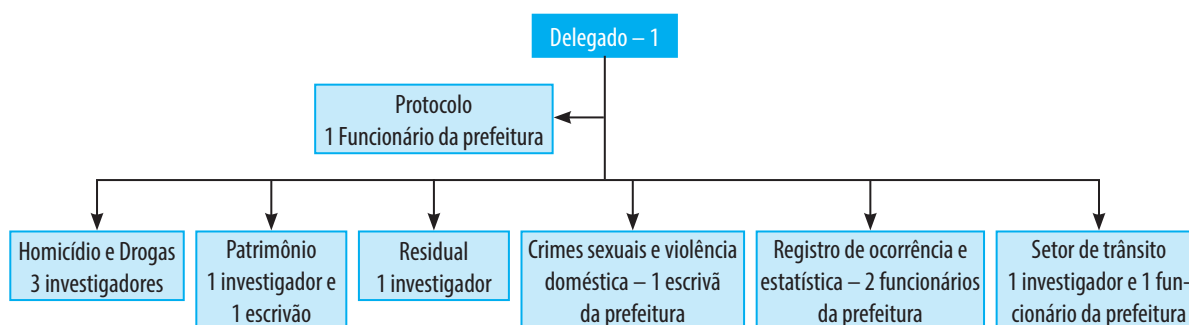 Delegado – 1
Protocolo
1 Funcionário da prefeitura
Homicídio e Drogas
3 investigadores
Patrimônio
1 investigador e
1 escrivão
Residual
1 investigador
Crimes sexuais e violência
doméstica – 1 escrivã
da prefeitura
Registro de ocorrência e
estatística – 2 funcionários
da prefeitura
Setor de trânsito
1 investigador e 1 fun-
cionário da prefeitura